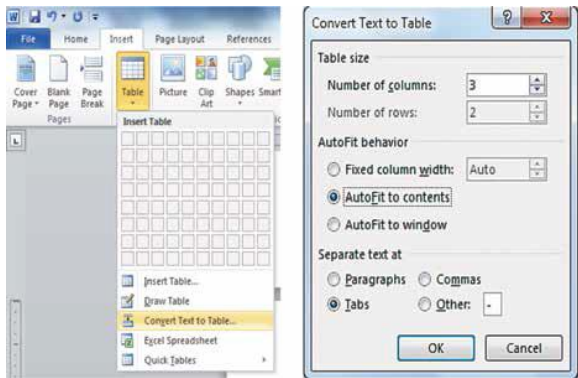 W
File Home Insert Page Layout References
Cover Page
Blank Page
Page Break
Table
Picture
Clip Art
Shapes
Smart
Pages
Insert Table
Insert Table...
Draw Table
Convert Text to Table...
Excel Spreadsheet
Quick Tables
Convert Text to Table
?
X
Table size
Number of columns: 3
Number of rows: 2
AutoFit behavior
Fixed column width: Auto
AutoFit to contents
AutoFit to window
Separate text at
Paragraphs Commas
Tabs Other: -
OK Cancel